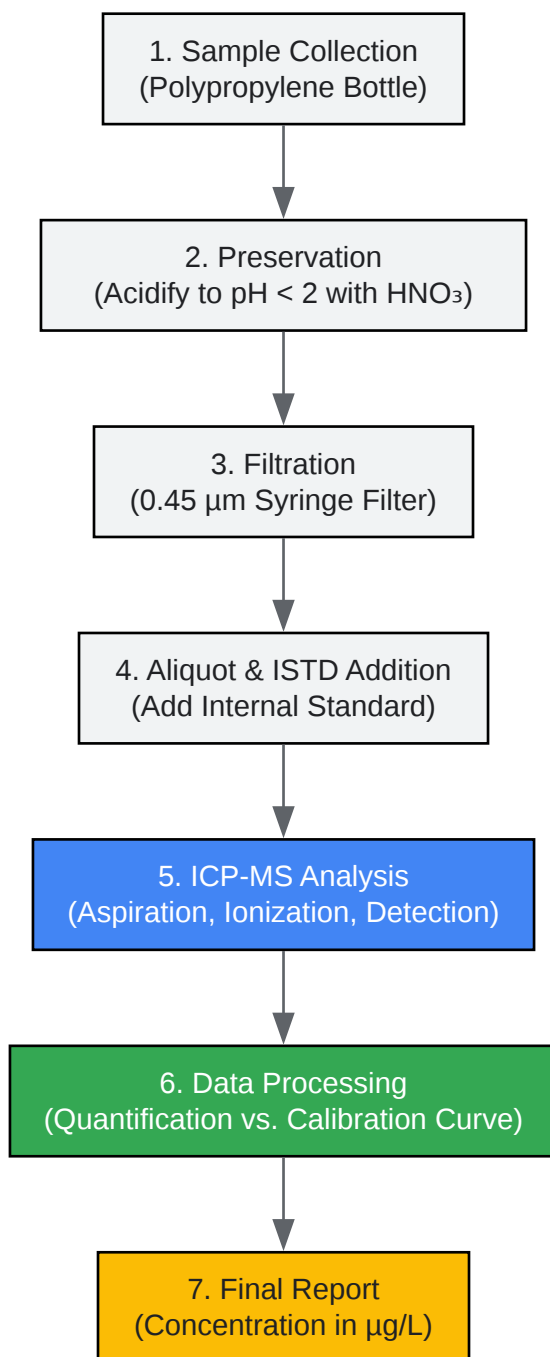 1. Sample Collection
(Polypropylene Bottle)
2. Preservation
(Acidify to pH < 2 with HNO₃)
3. Filtration
(0.45 µm Syringe Filter)
4. Aliquot & ISTD Addition
(Add Internal Standard)
5. ICP-MS Analysis
(Aspiration, Ionization, Detection)
6. Data Processing
(Quantification vs. Calibration Curve)
7. Final Report
(Concentration in µg/L)